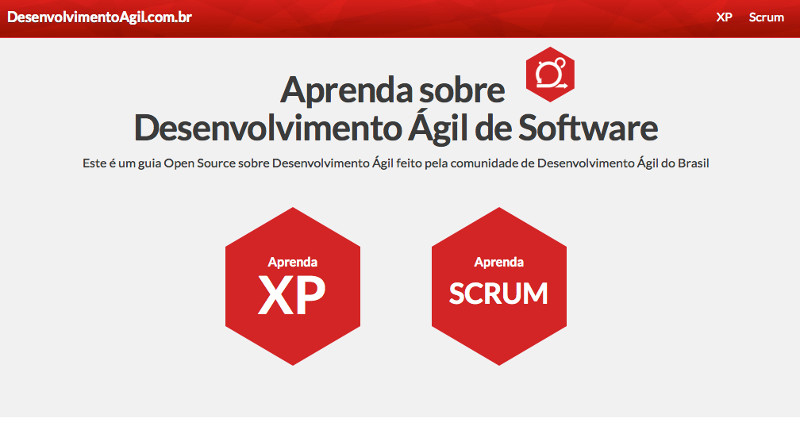 DesenvolvimentoAgil.com.br
XP Scrum
Aprenda sobre
Desenvolvimento Ágil de Software
Este é um guia Open Source sobre Desenvolvimento Ágil feito pela comunidade de Desenvolvimento Ágil do Brasil
Aprenda
XP
Aprenda
SCRUM